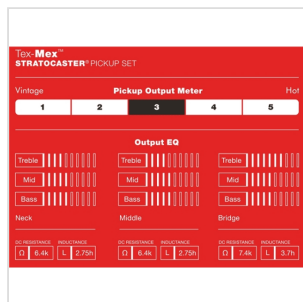 Tex-Mex™
STRATOCASTER® PICKUP SET
Vintage Pickup Output Meter Hot
1 2 3 4 5
Output EQ
Treble Treble Treble
Mid Mid Mid
Bass Bass Bass
Neck Middle Bridge
DC RESISTANCE INDUCTANCE DC RESISTANCE INDUCTANCE DC RESISTANCE INDUCTANCE
Ω 6.4k L 2.75h Ω 6.4k L 2.75h Ω 7.4k L 3.7h